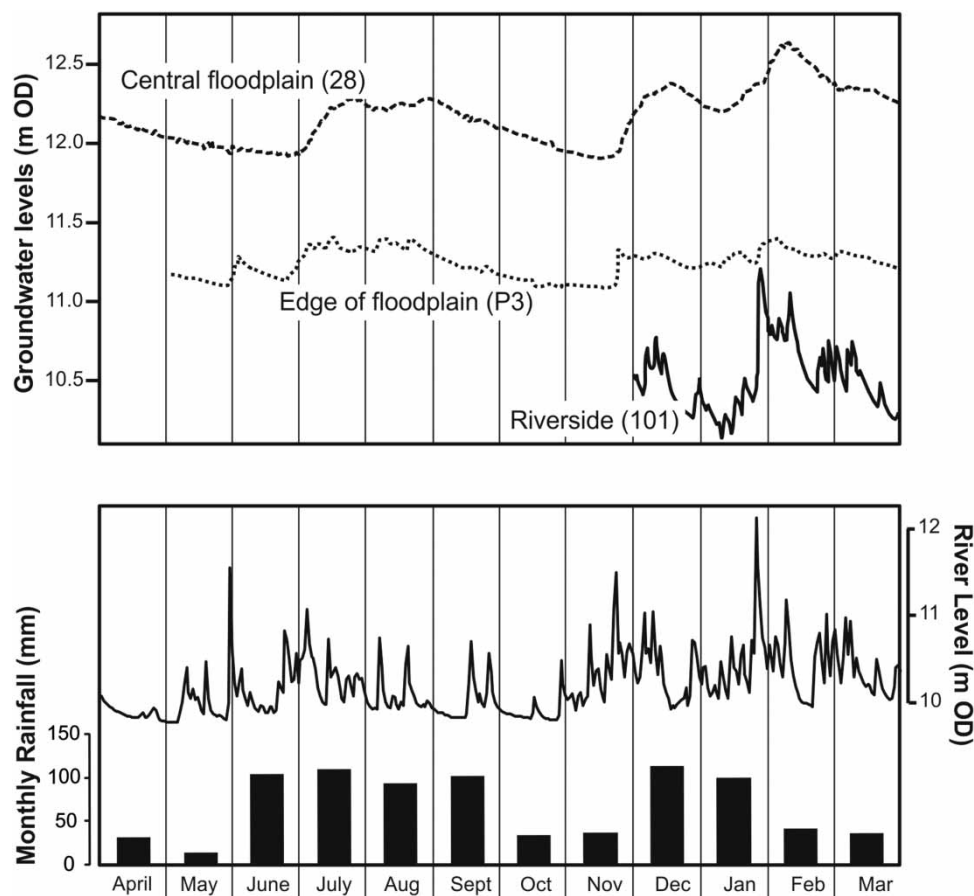 Groundwater levels (m OD)
12.5
12.0
11.5
11.0
10.5
Central floodplain (28)
Edge of floodplain (P3)
Riverside (101)
River Level (m OD)
12
11
10
Monthly Rainfall (mm)
150
100
50
0
April May June July Aug Sept Oct Nov Dec Jan Feb Mar